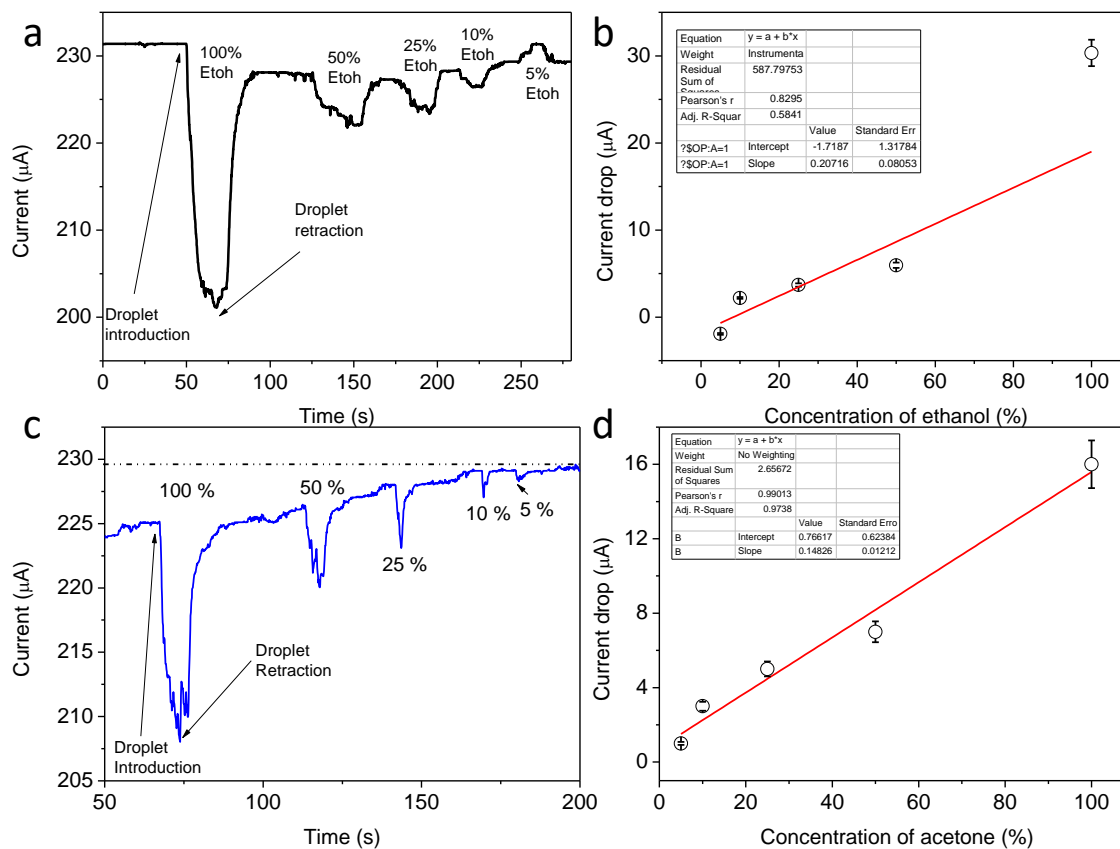 a
100%
Etoh
50%
Etoh
25%
Etoh
10%
Etoh
5%
Etoh
Droplet
introduction
Droplet
retraction
230
220
210
200
Current (μA)
0 50 100 150 200 250
Time (s)
b
Equation y = a + b*x
Weight Instrumenta
Residual
Sum of
587.79753
Pearson's r 0.8295
Adj. R-Squar 0.5841
Value Standard Err
?$OP:A=1 Intercept -1.7187 1.31784
?$OP:A=1 Slope 0.20716 0.08053
30
20
10
0
Current drop (μA)
0 20 40 60 80 100
Concentration of ethanol (%)
c
100 %
50 %
25 %
10 %
5 %
Droplet
Introduction
Droplet
Retraction
230
225
220
215
210
205
Current (μA)
50 100 150 200
Time (s)
d
Equation y = a + b*x
Weight No Weighting
Residual Sum
of Squares
2.65672
Pearson's r 0.99013
Adj. R-Square 0.9738
Value Standard Erro
B Intercept 0.76617 0.62384
B Slope 0.14826 0.01212
16
12
8
4
0
Current drop (μA)
0 20 40 60 80 100
Concentration of acetone (%)